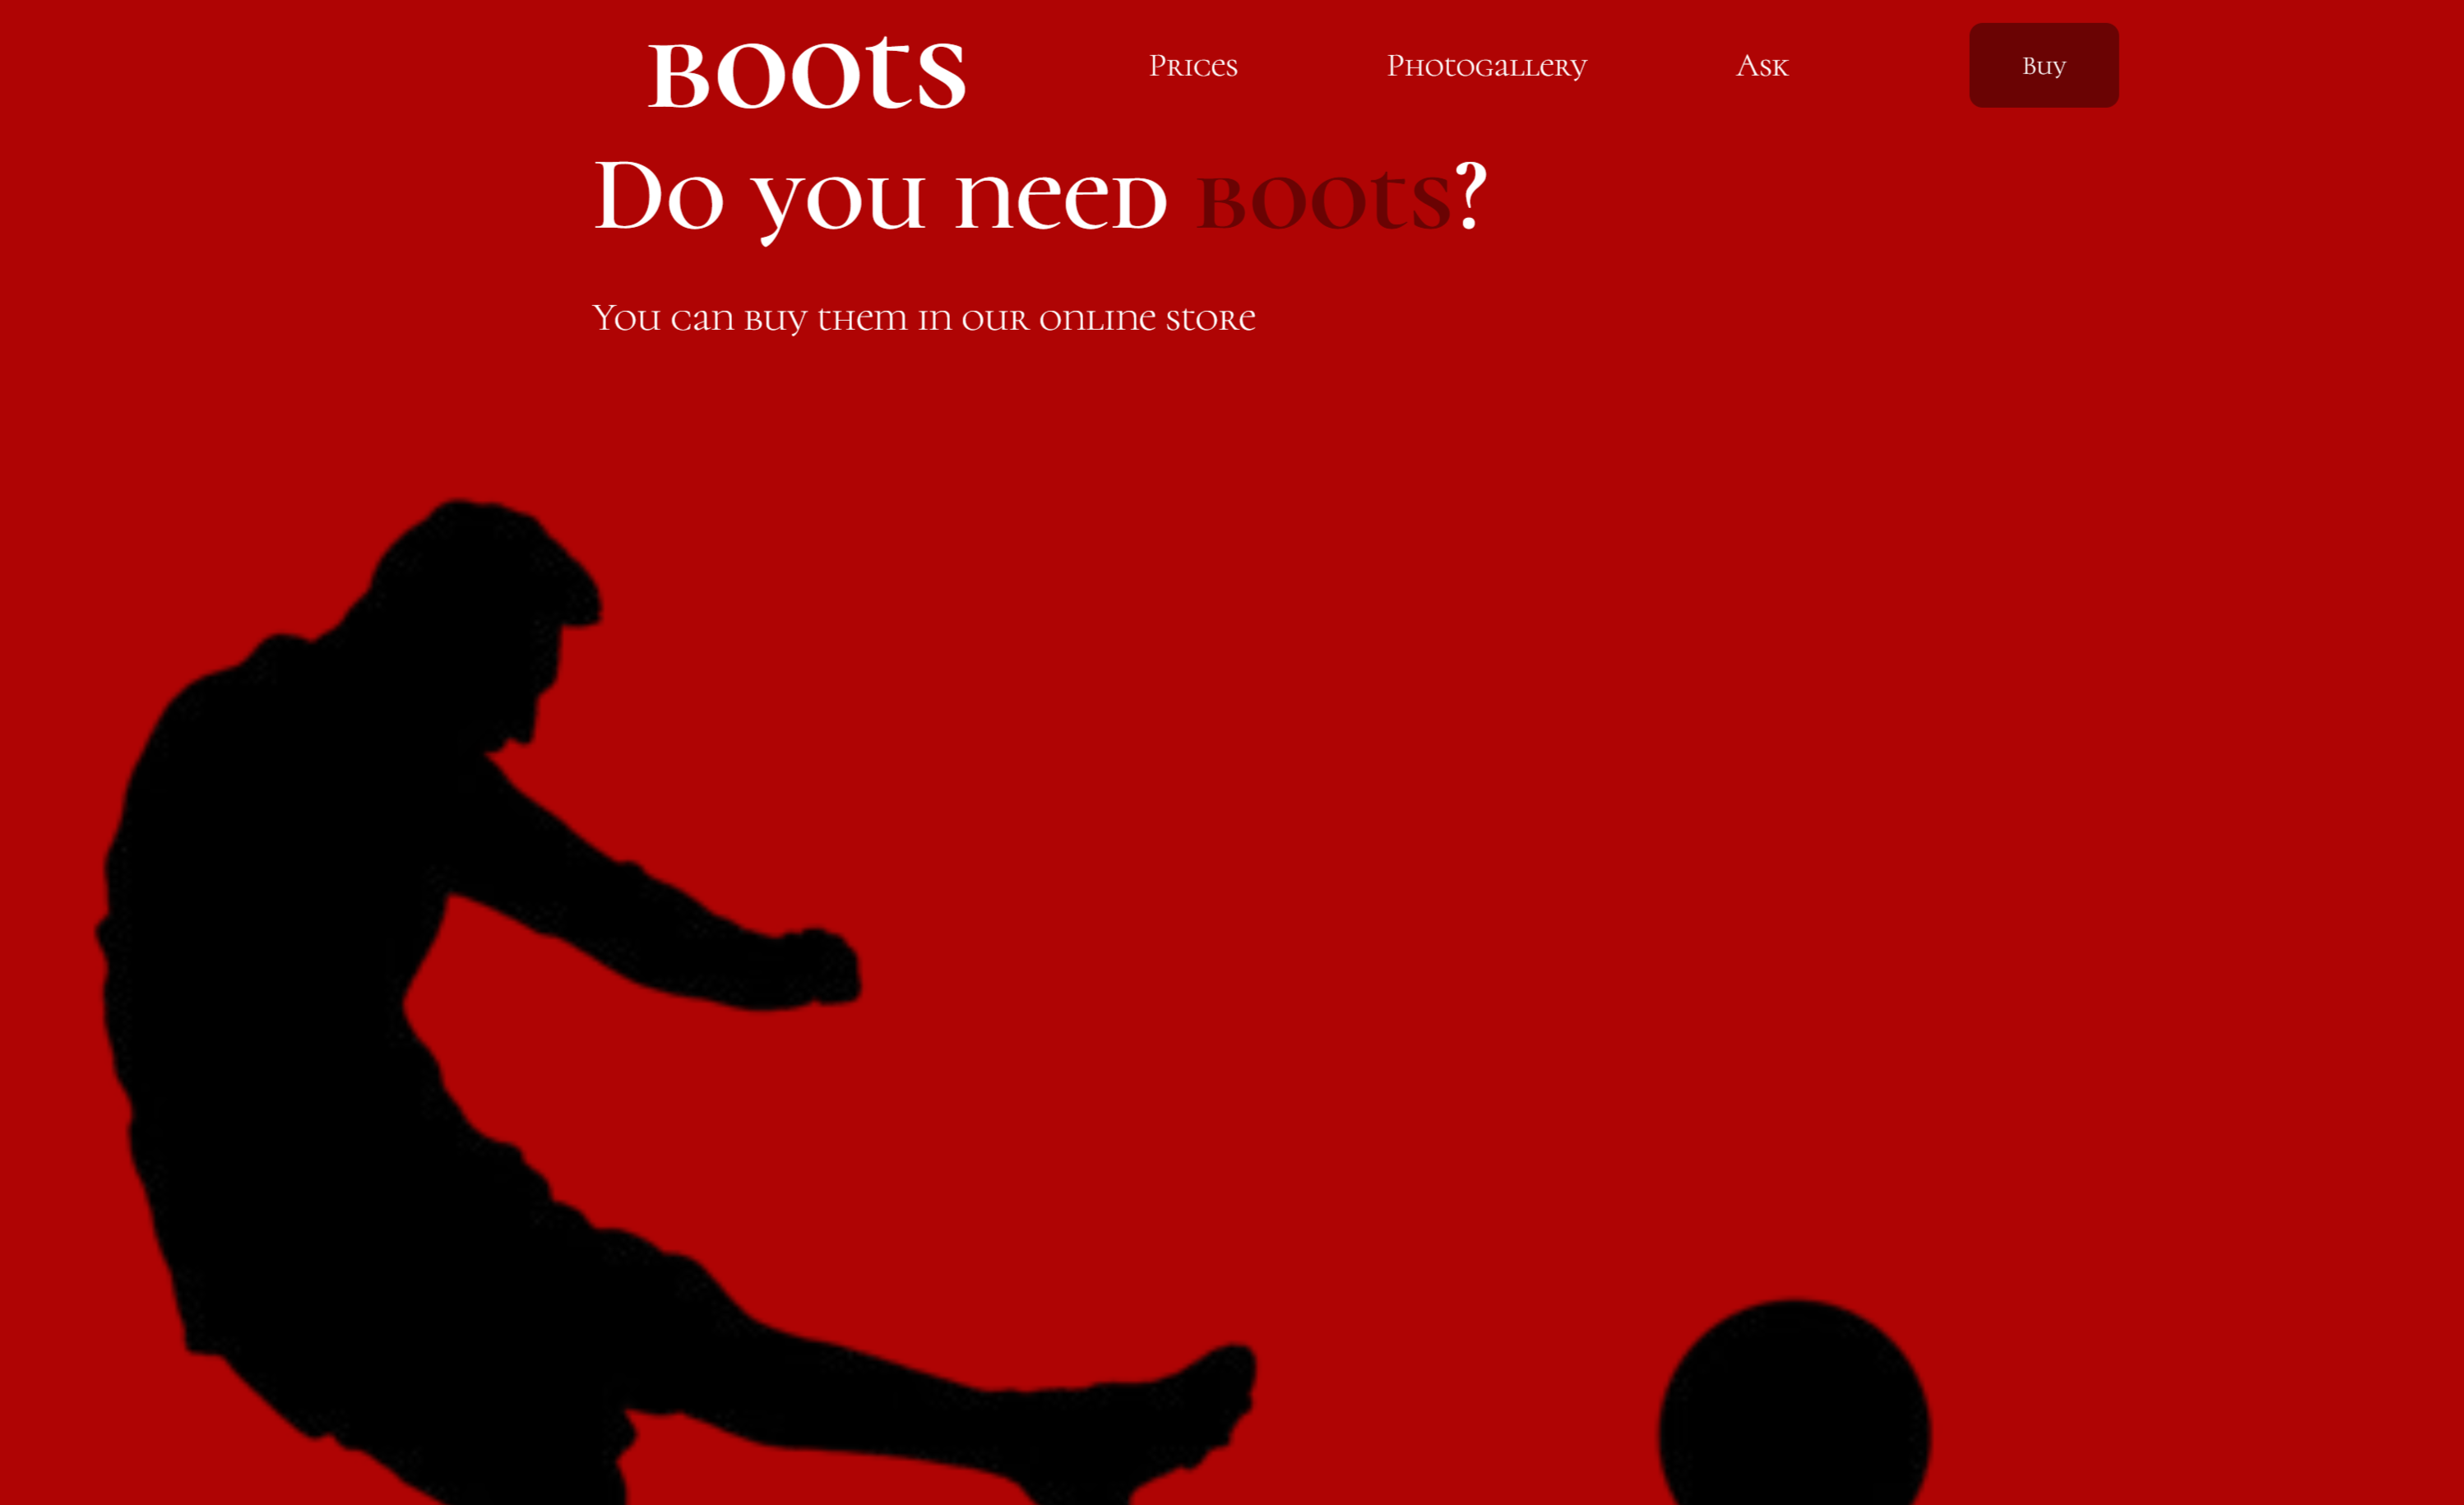 Boots
Prices
Photogallery
Ask
Buy
Do you need boots?
You can buy them in our online store